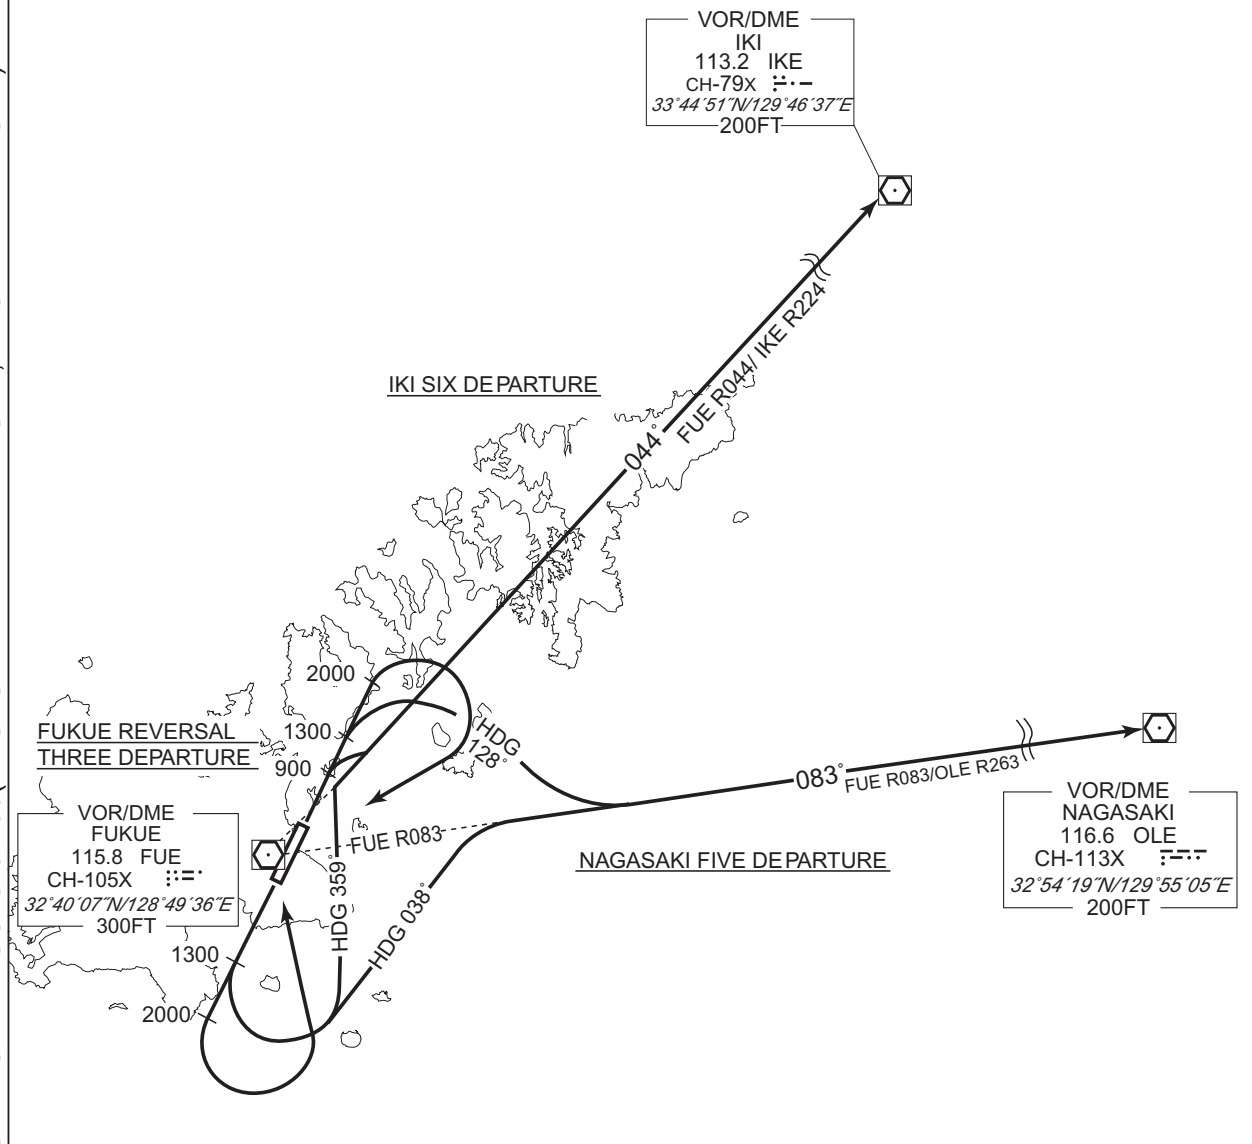 VOR/DME
IKI
113.2 IKE
CH-79X
33°44´51˝N/129°46´37˝E
200FT
FUE R044/ IKE R224
IKI SIX DEPARTURE
044°
2000
FUKUE REVERSAL
THREE DEPARTURE
1300
900
HDG
128°
083°
FUE R083/OLE R263
VOR/DME
FUKUE
115.8 FUE
CH-105X
32°40´07˝N/128°49´36˝E
300FT
FUE R083
NAGASAKI FIVE DEPARTURE
VOR/DME
NAGASAKI
116.6 OLE
CH-113X
32°54´19˝N/129°55´05˝E
200FT
HDG 359°
HDG 038°
1300
2000